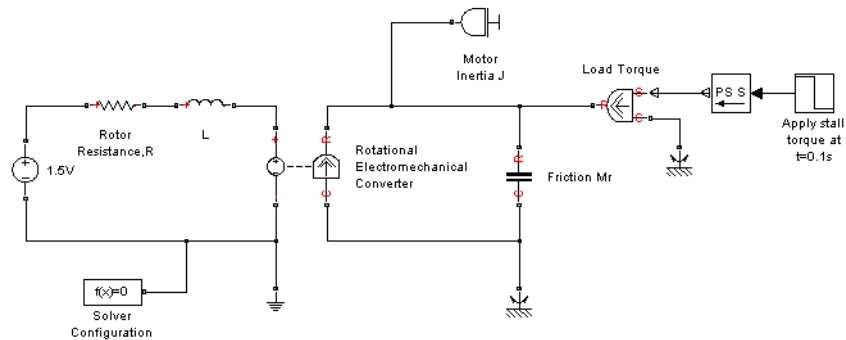 Motor
Inertia J
Load Torque
S
PS S
R
C
Apply stall
torque at
t=0.1s
Rotor
Resistance,R
L
+
-
1.5V
R
C
Rotational
Electromechanical
Converter
R
C
Friction Mr
f(x)=0
Solver
Configuration